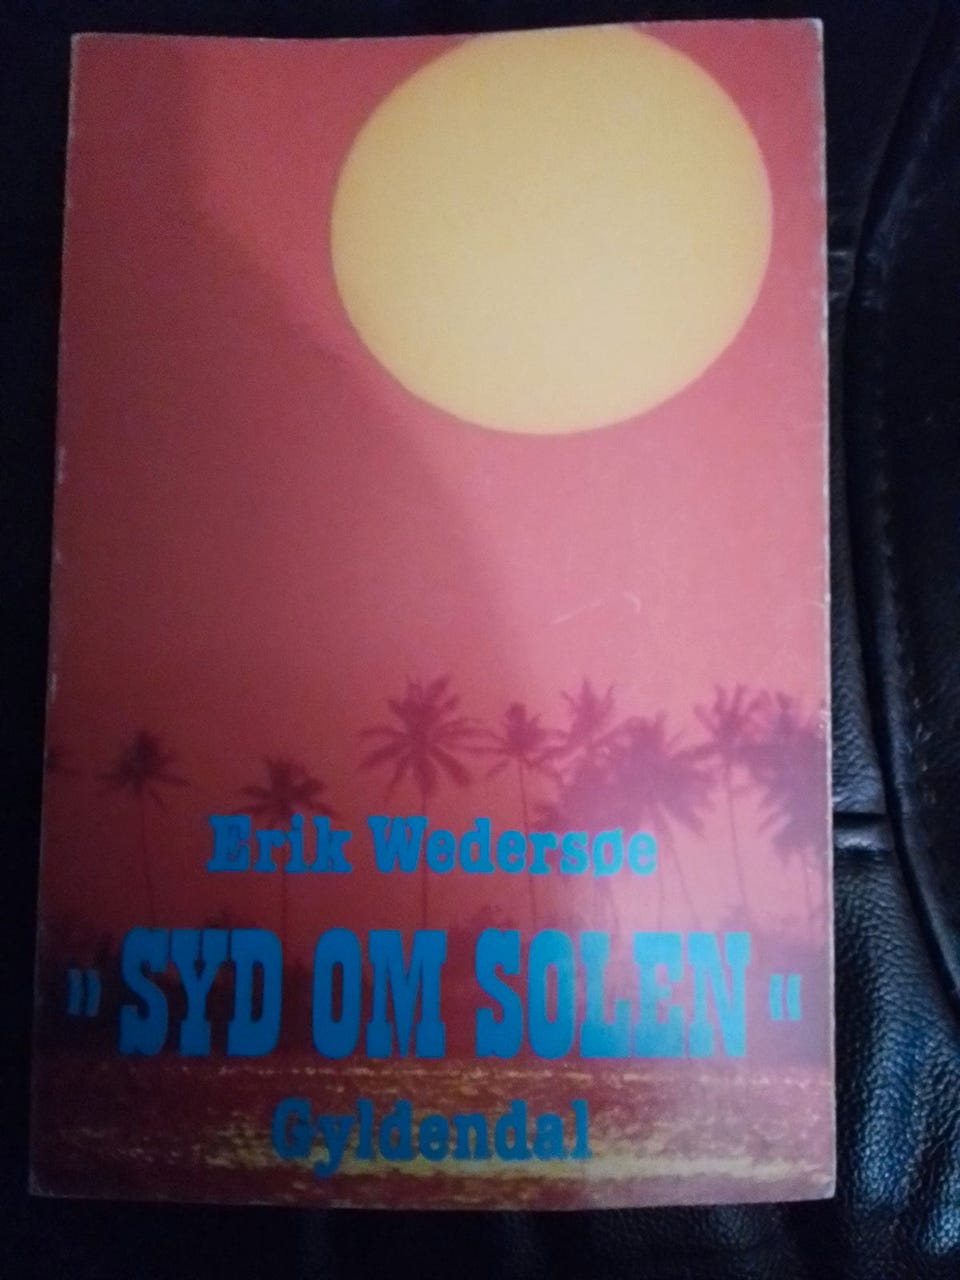 Erik Wedersøe
» SYD OM SOLEN «
Gyldendal